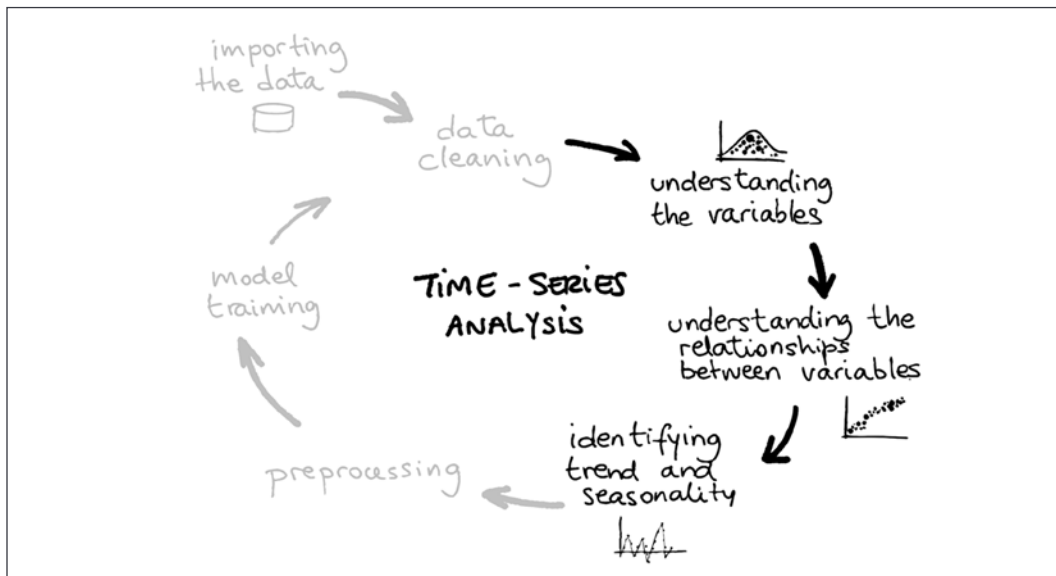 importing
the data
data
cleaning
understanding
the variables
understanding the
relationships
between variables
identifying
trend and
seasonality
preprocessing
model
training
TiME - SERIES
ANALYSIS